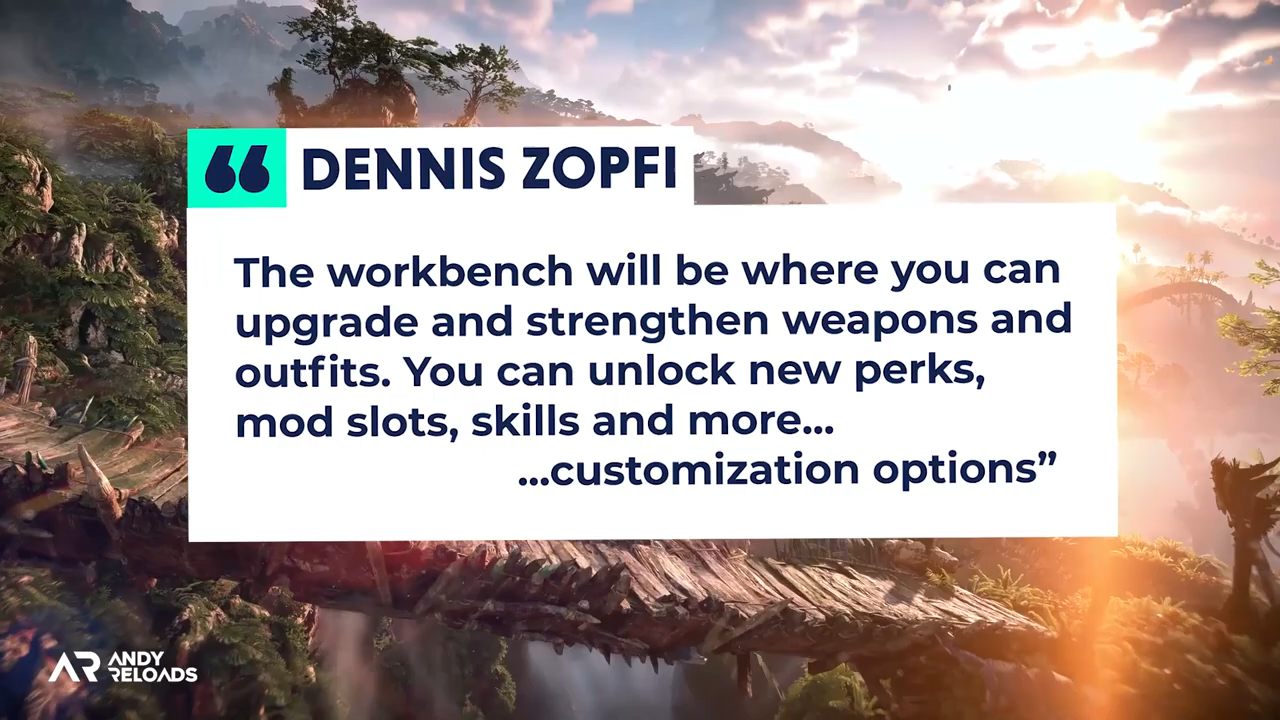 DENNIS ZOPFI
The workbench will be where you can
upgrade and strengthen weapons and
outfits. You can unlock new perks,
mod slots, skills and more...
...customization options”
AR ANDY
RELOADS